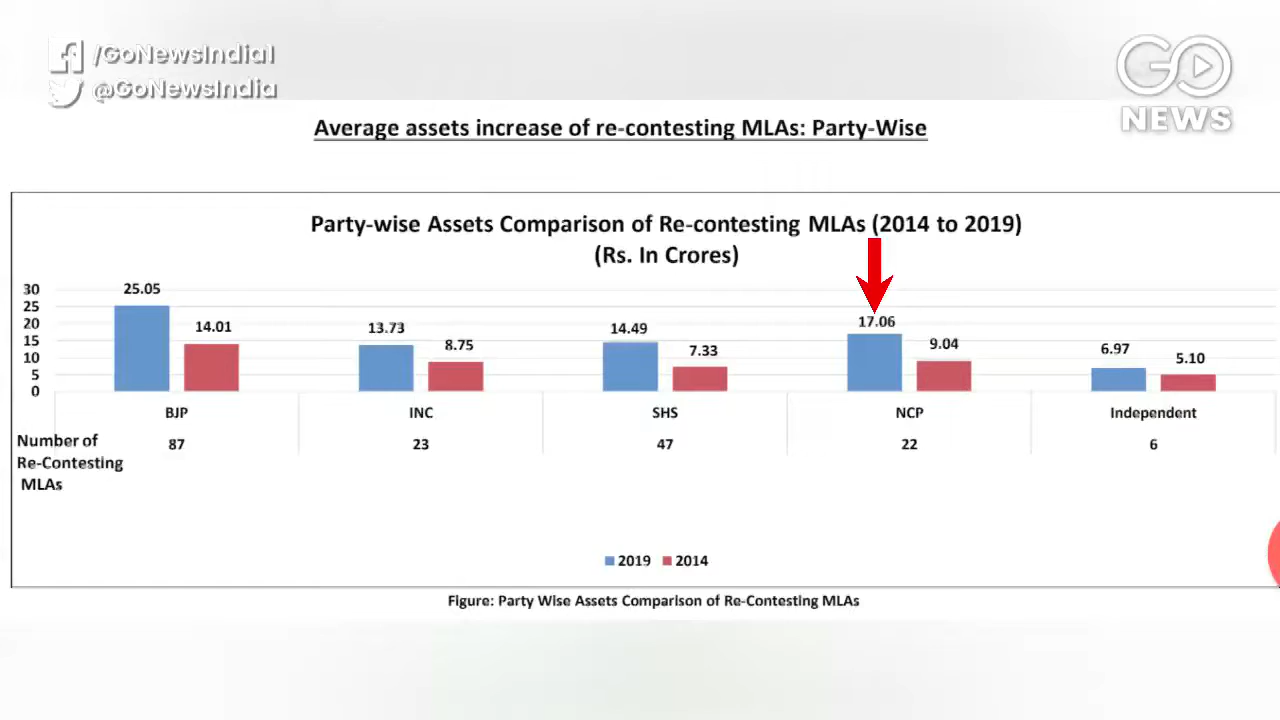 /GoNewsIndia1
@GoNewsIndia
GO
NEWS
Average assets increase of re-contesting MLAs: Party-Wise
Party-wise Assets Comparison of Re-contesting MLAs (2014 to 2019)
(Rs. In Crores)
30
25
20
15
10
5
0
25.05
14.01
13.73
8.75
14.49
7.33
17.06
9.04
6.97
5.10
BJP
INC
SHS
NCP
Independent
Number of
Re-Contesting
MLAs
87
23
47
22
6
2019
2014
Figure: Party Wise Assets Comparison of Re-Contesting MLAs